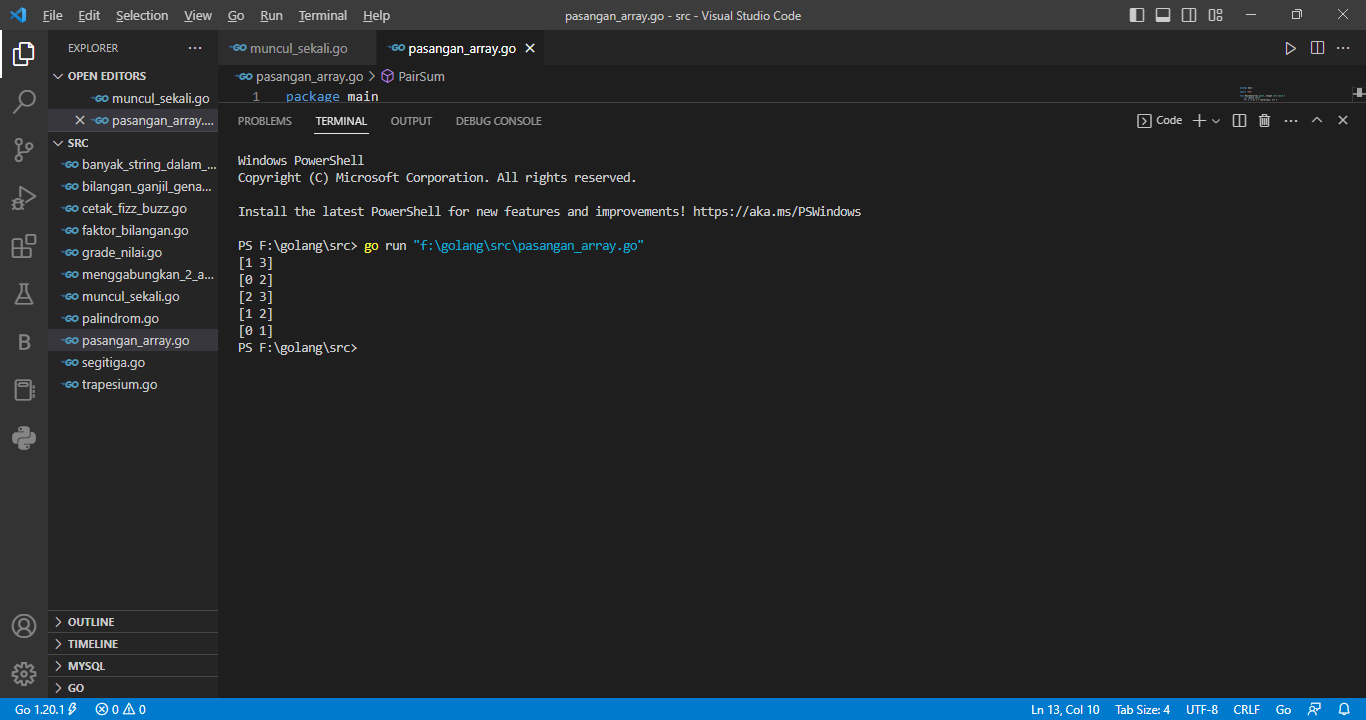 File Edit Selection View Go Run Terminal Help
pasangan_array.go - src - Visual Studio Code
EXPLORER
OPEN EDITORS
muncul_sekali.go
pasangan_array....
SRC
banyak_string_dalam_...
bilangan_ganjil_gena...
cetak_fizz_buzz.go
faktor_bilangan.go
grade_nilai.go
menggabungkan_2_a...
muncul_sekali.go
palindrom.go
pasangan_array.go
segitiga.go
trapesium.go
OUTLINE
TIMELINE
MYSQL
GO
muncul_sekali.go pasangan_array.go
pasangan_array.go > PairSum
1 package main
PROBLEMS TERMINAL OUTPUT DEBUG CONSOLE
Code
Windows PowerShell
Copyright (C) Microsoft Corporation. All rights reserved.
Install the latest PowerShell for new features and improvements! https://aka.ms/PSWindows
PS F:\golang\src> go run "f:\golang\src\pasangan_array.go"
[1 3]
[0 2]
[2 3]
[1 2]
[0 1]
PS F:\golang\src>
Go 1.20.1 0 0 Ln 13, Col 10 Tab Size: 4 UTF-8 CRLF Go